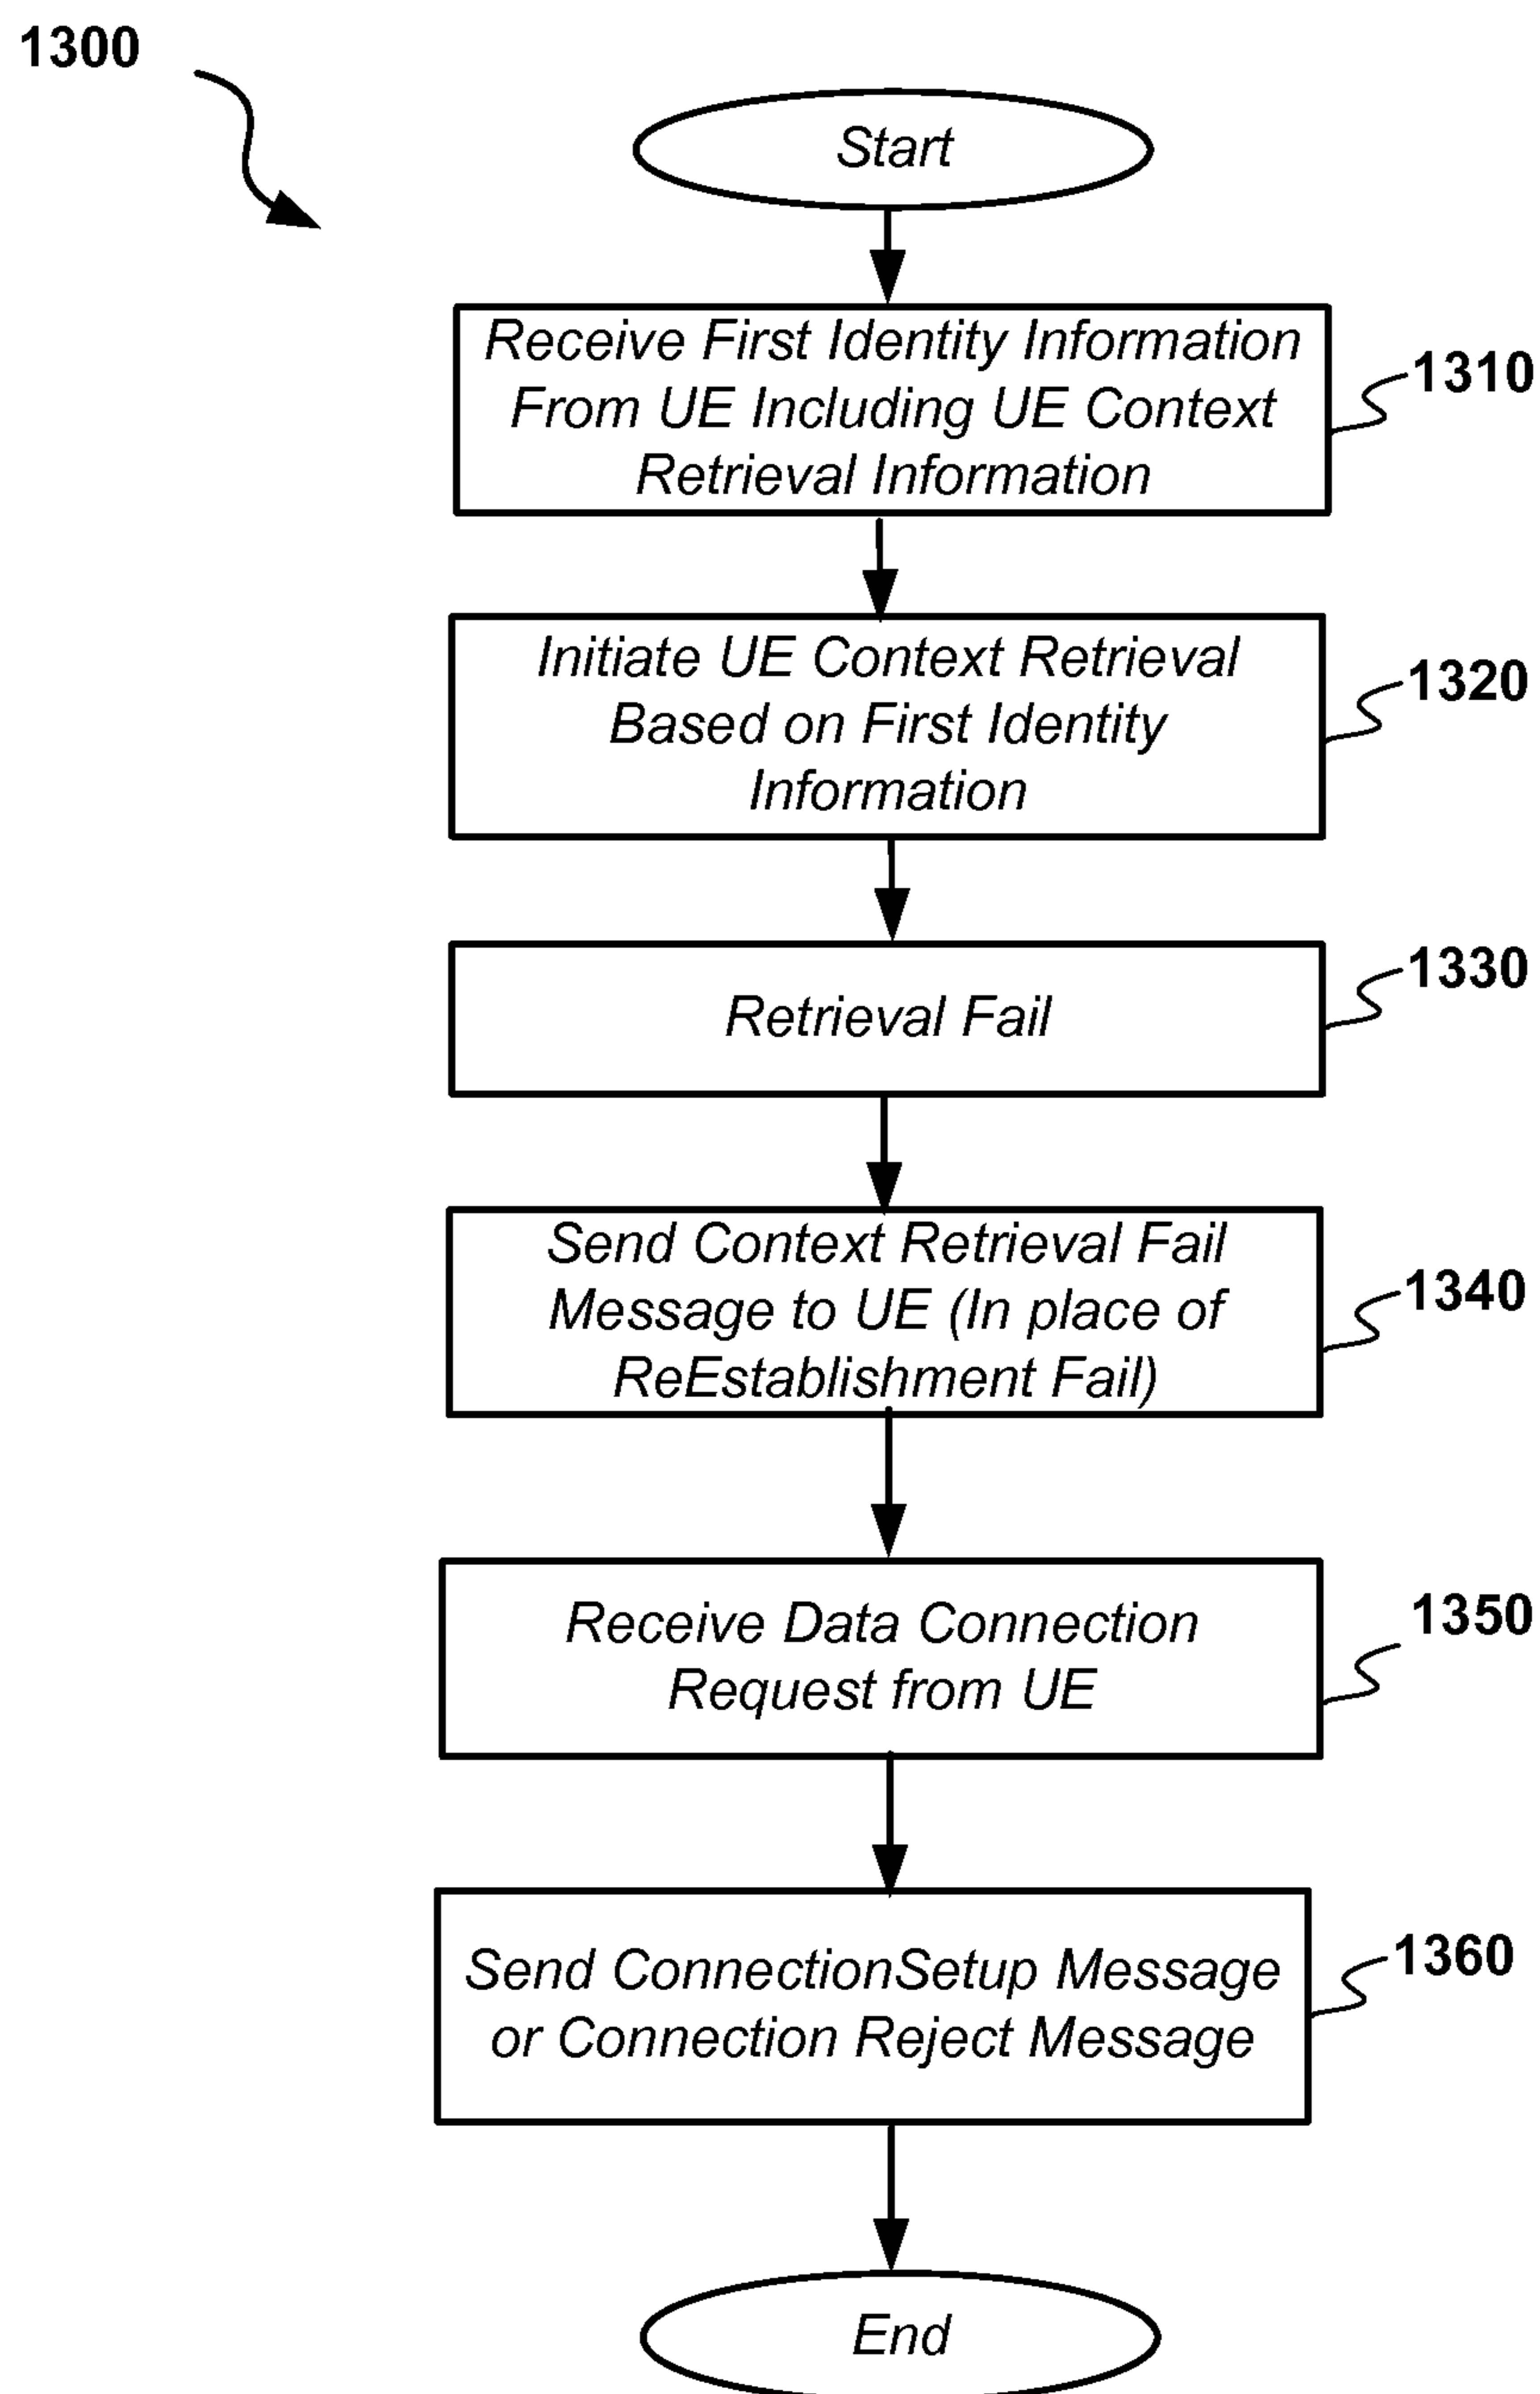 1300
Start
Receive First Identity Information
From UE Including UE Context
Retrieval Information
1310
Initiate UE Context Retrieval
Based on First Identity
Information
1320
Retrieval Fail
1330
Send Context Retrieval Fail
Message to UE (In place of
ReEstablishment Fail)
1340
Receive Data Connection
Request from UE
1350
Send ConnectionSetup Message
or Connection Reject Message
1360
End